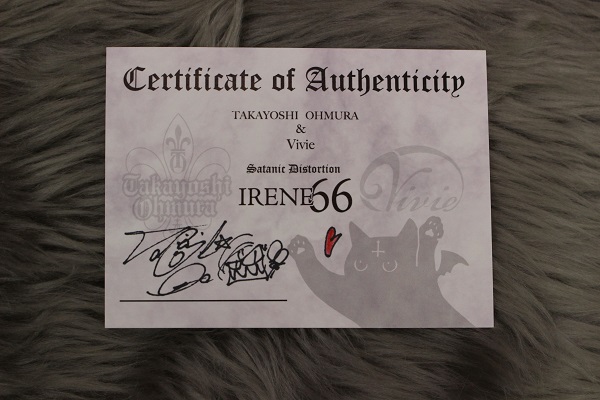 Certificate of Authenticity
TAKAYOSHI OHMURA
&
Vivie
Satanic Distortion
IRENE66
Takayoshi
Ohmura
Vivie